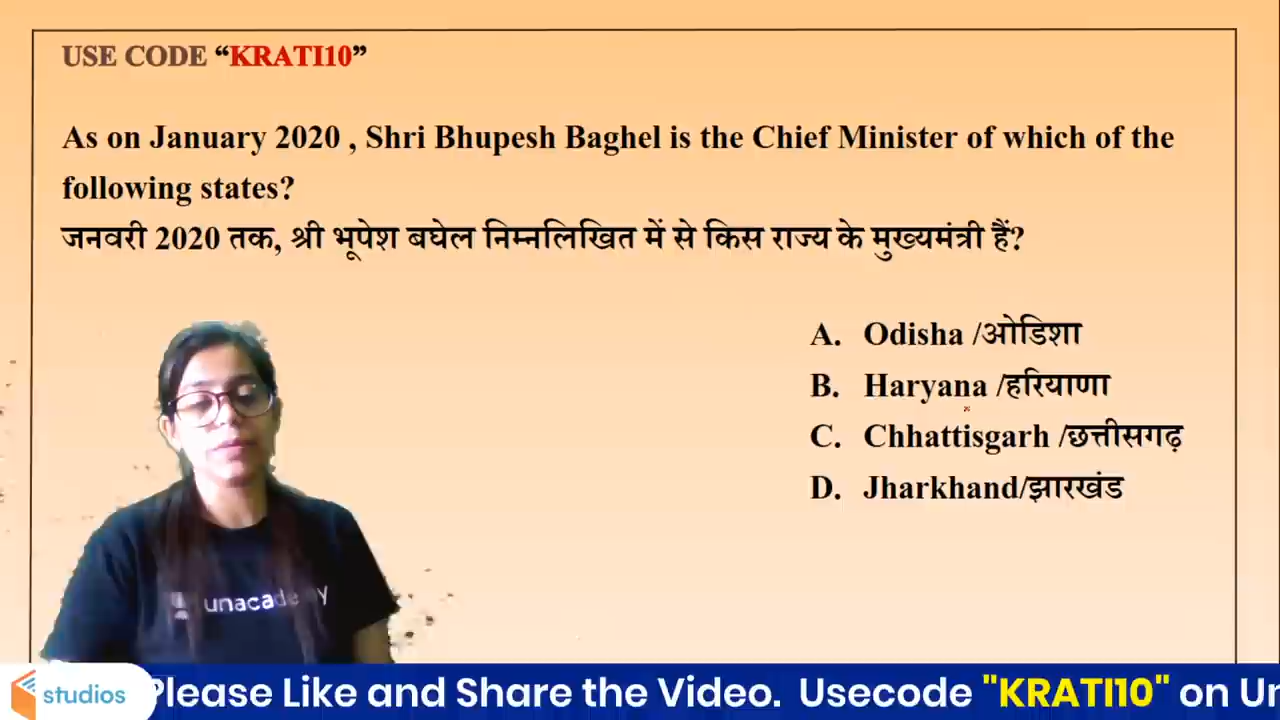 USE CODE “KRATI10”
As on January 2020 , Shri Bhupesh Baghel is the Chief Minister of which of the
following states?
जनवरी 2020 तक, श्री भूपेश बघेल निम्नलिखित में से किस राज्य के मुख्यमंत्री हैं?
A. Odisha /ओडिशा
B. Haryana /हरियाणा
C. Chhattisgarh /छत्तीसगढ़
D. Jharkhand/झारखंड
unacademy
studios
Please Like and Share the Video. Usecode "KRATI10" on